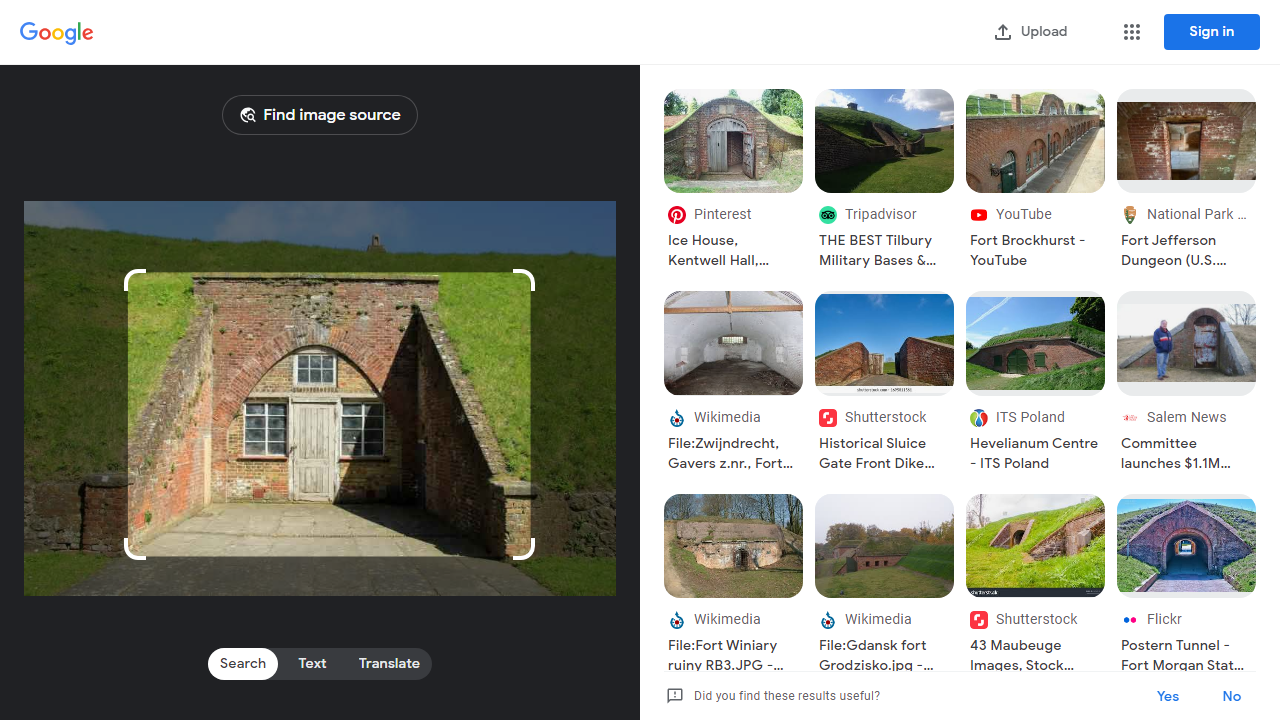 Google
Upload
Sign in
Find image source
Search
Text
Translate
Pinterest
Ice House,
Kentwell Hall,...
Tripadvisor
THE BEST Tilbury
Military Bases &...
YouTube
Fort Brockhurst -
YouTube
National Park ...
Fort Jefferson
Dungeon (U.S....
Wikimedia
File:Zwijndrecht,
Gavers z.nr., Fort...
Shutterstock
Historical Sluice
Gate Front Dike...
ITS Poland
Hevelianum Centre
- ITS Poland
Salem News
Committee
launches $1.1M...
Wikimedia
File:Fort Winiary
ruiny RB3.JPG -...
Wikimedia
File:Gdansk fort
Grodzisko.jpg -...
Shutterstock
43 Maubeuge
Images, Stock...
Flickr
Postern Tunnel -
Fort Morgan Stat...
Did you find these results useful?
Yes
No